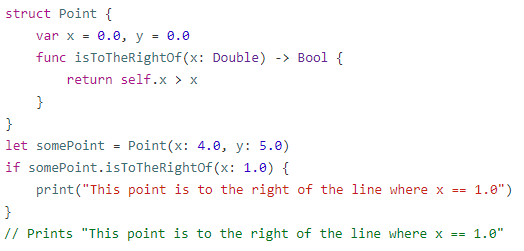 struct Point {
    var x = 0.0, y = 0.0
    func isToTheRightOf(x: Double) -> Bool {
        return self.x > x
    }
}
let somePoint = Point(x: 4.0, y: 5.0)
if somePoint.isToTheRightOf(x: 1.0) {
    print("This point is to the right of the line where x == 1.0")
}
// Prints "This point is to the right of the line where x == 1.0"